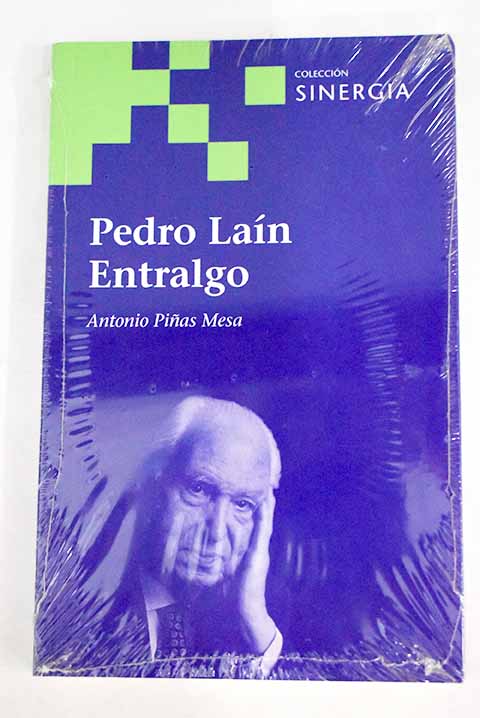 COLECCIÓN
SINERGIA
Pedro Laín
Entralgo
Antonio Piñas Mesa